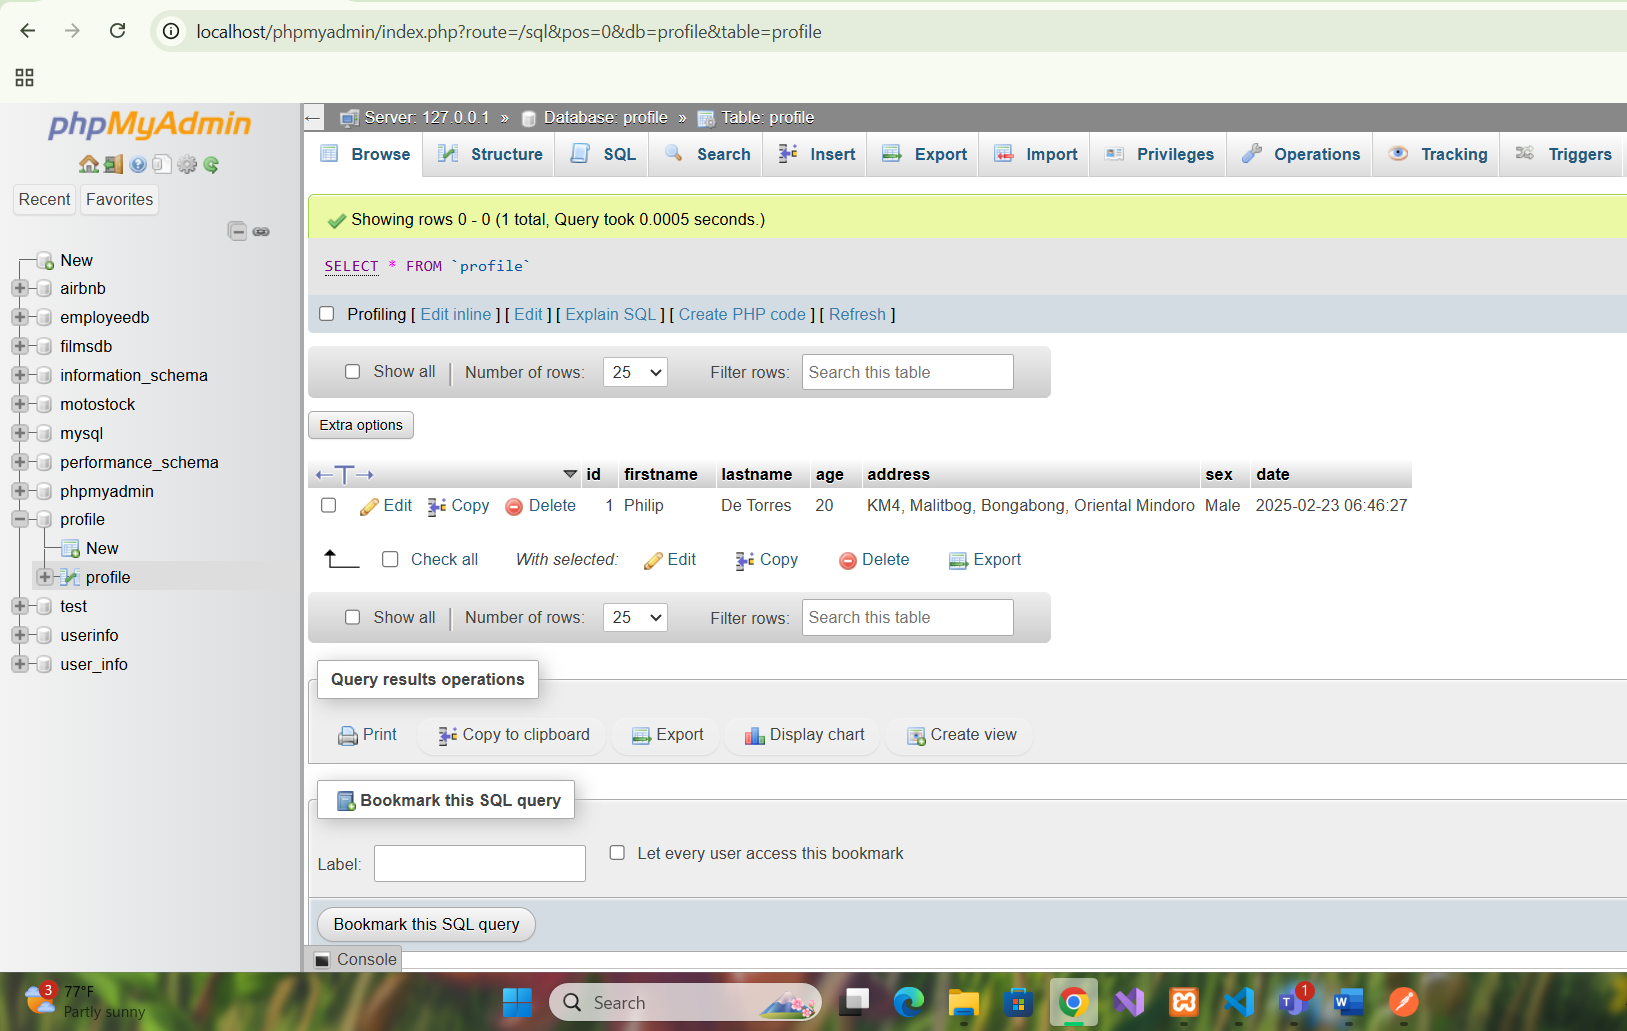 localhost/phpmyadmin/index.php?route=/sql&pos=0&db=profile&table=profile
phpMyAdmin
Recent Favorites
New
airbnb
employeedb
filmsdb
information_schema
motostock
mysql
performance_schema
phpmyadmin
profile
New
profile
test
userinfo
user_info
Server: 127.0.0.1 » Database: profile » Table: profile
Browse Structure SQL Search Insert Export Import Privileges Operations Tracking Triggers
Showing rows 0 - 0 (1 total, Query took 0.0005 seconds.)
SELECT * FROM `profile`
Profiling [ Edit inline ] [ Edit ] [ Explain SQL ] [ Create PHP code ] [ Refresh ]
Show all Number of rows: 25 Filter rows: Search this table
Extra options
id firstname lastname age address sex date
Edit Copy Delete 1 Philip De Torres 20 KM4, Malitbog, Bongabong, Oriental Mindoro Male 2025-02-23 06:46:27
Check all With selected: Edit Copy Delete Export
Show all Number of rows: 25 Filter rows: Search this table
Query results operations
Print Copy to clipboard Export Display chart Create view
Bookmark this SQL query
Label: Let every user access this bookmark
Bookmark this SQL query
Console
3 77°F
Partly sunny
Search
1